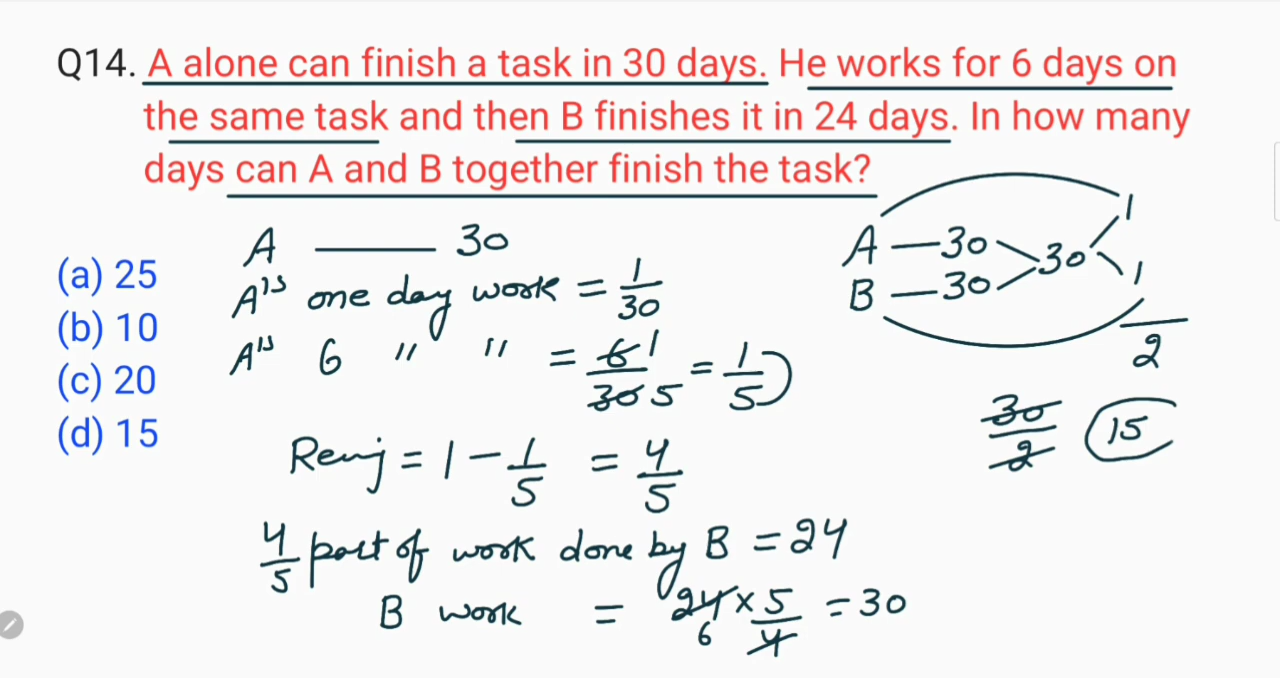 Q14. A alone can finish a task in 30 days. He works for 6 days on
the same task and then B finishes it in 24 days. In how many
days can A and B together finish the task?
(a) 25
(b) 10
(c) 20
(d) 15
A — 30
A's one day work = 1/30
A's 6 〃 〃 = 6/30 1/5 = 1/5)
= 1 - 1/5 = 4/5
4/5 part of work done by B = 24
B work = 24 x 5/4 = 30
6
A — 30
B — 30
30
1
1
2
30/2 15